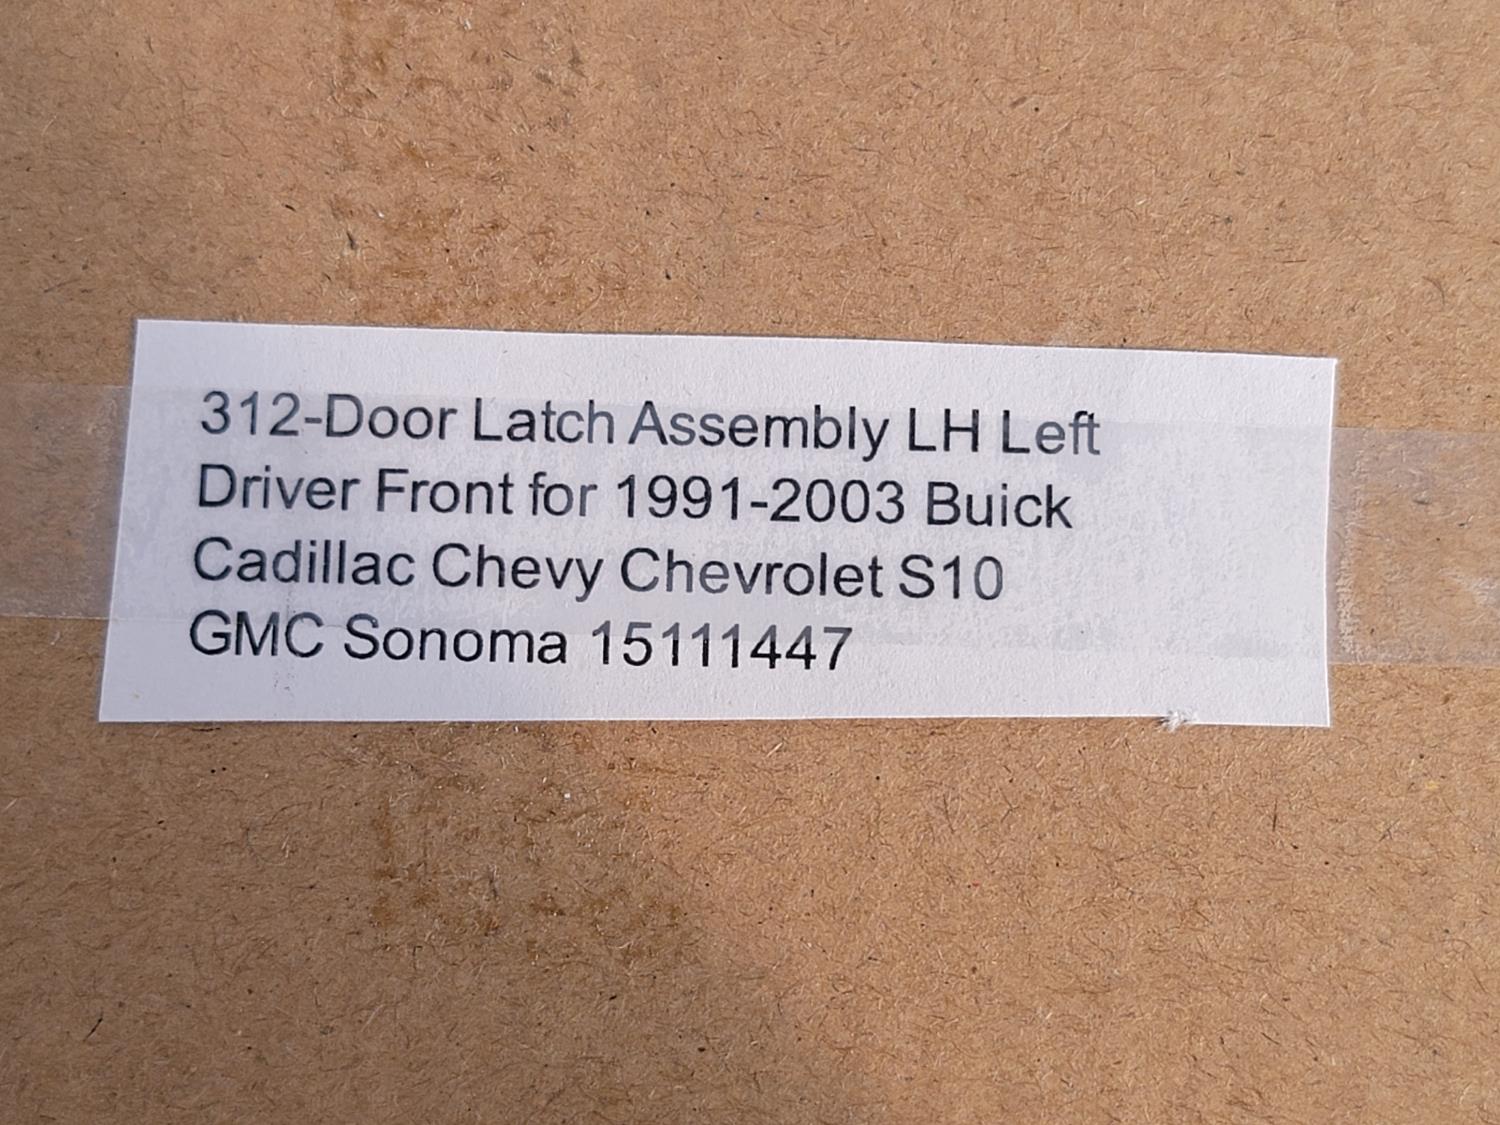 312-Door Latch Assembly LH Left
Driver Front for 1991-2003 Buick
Cadillac Chevy Chevrolet S10
GMC Sonoma 15111447